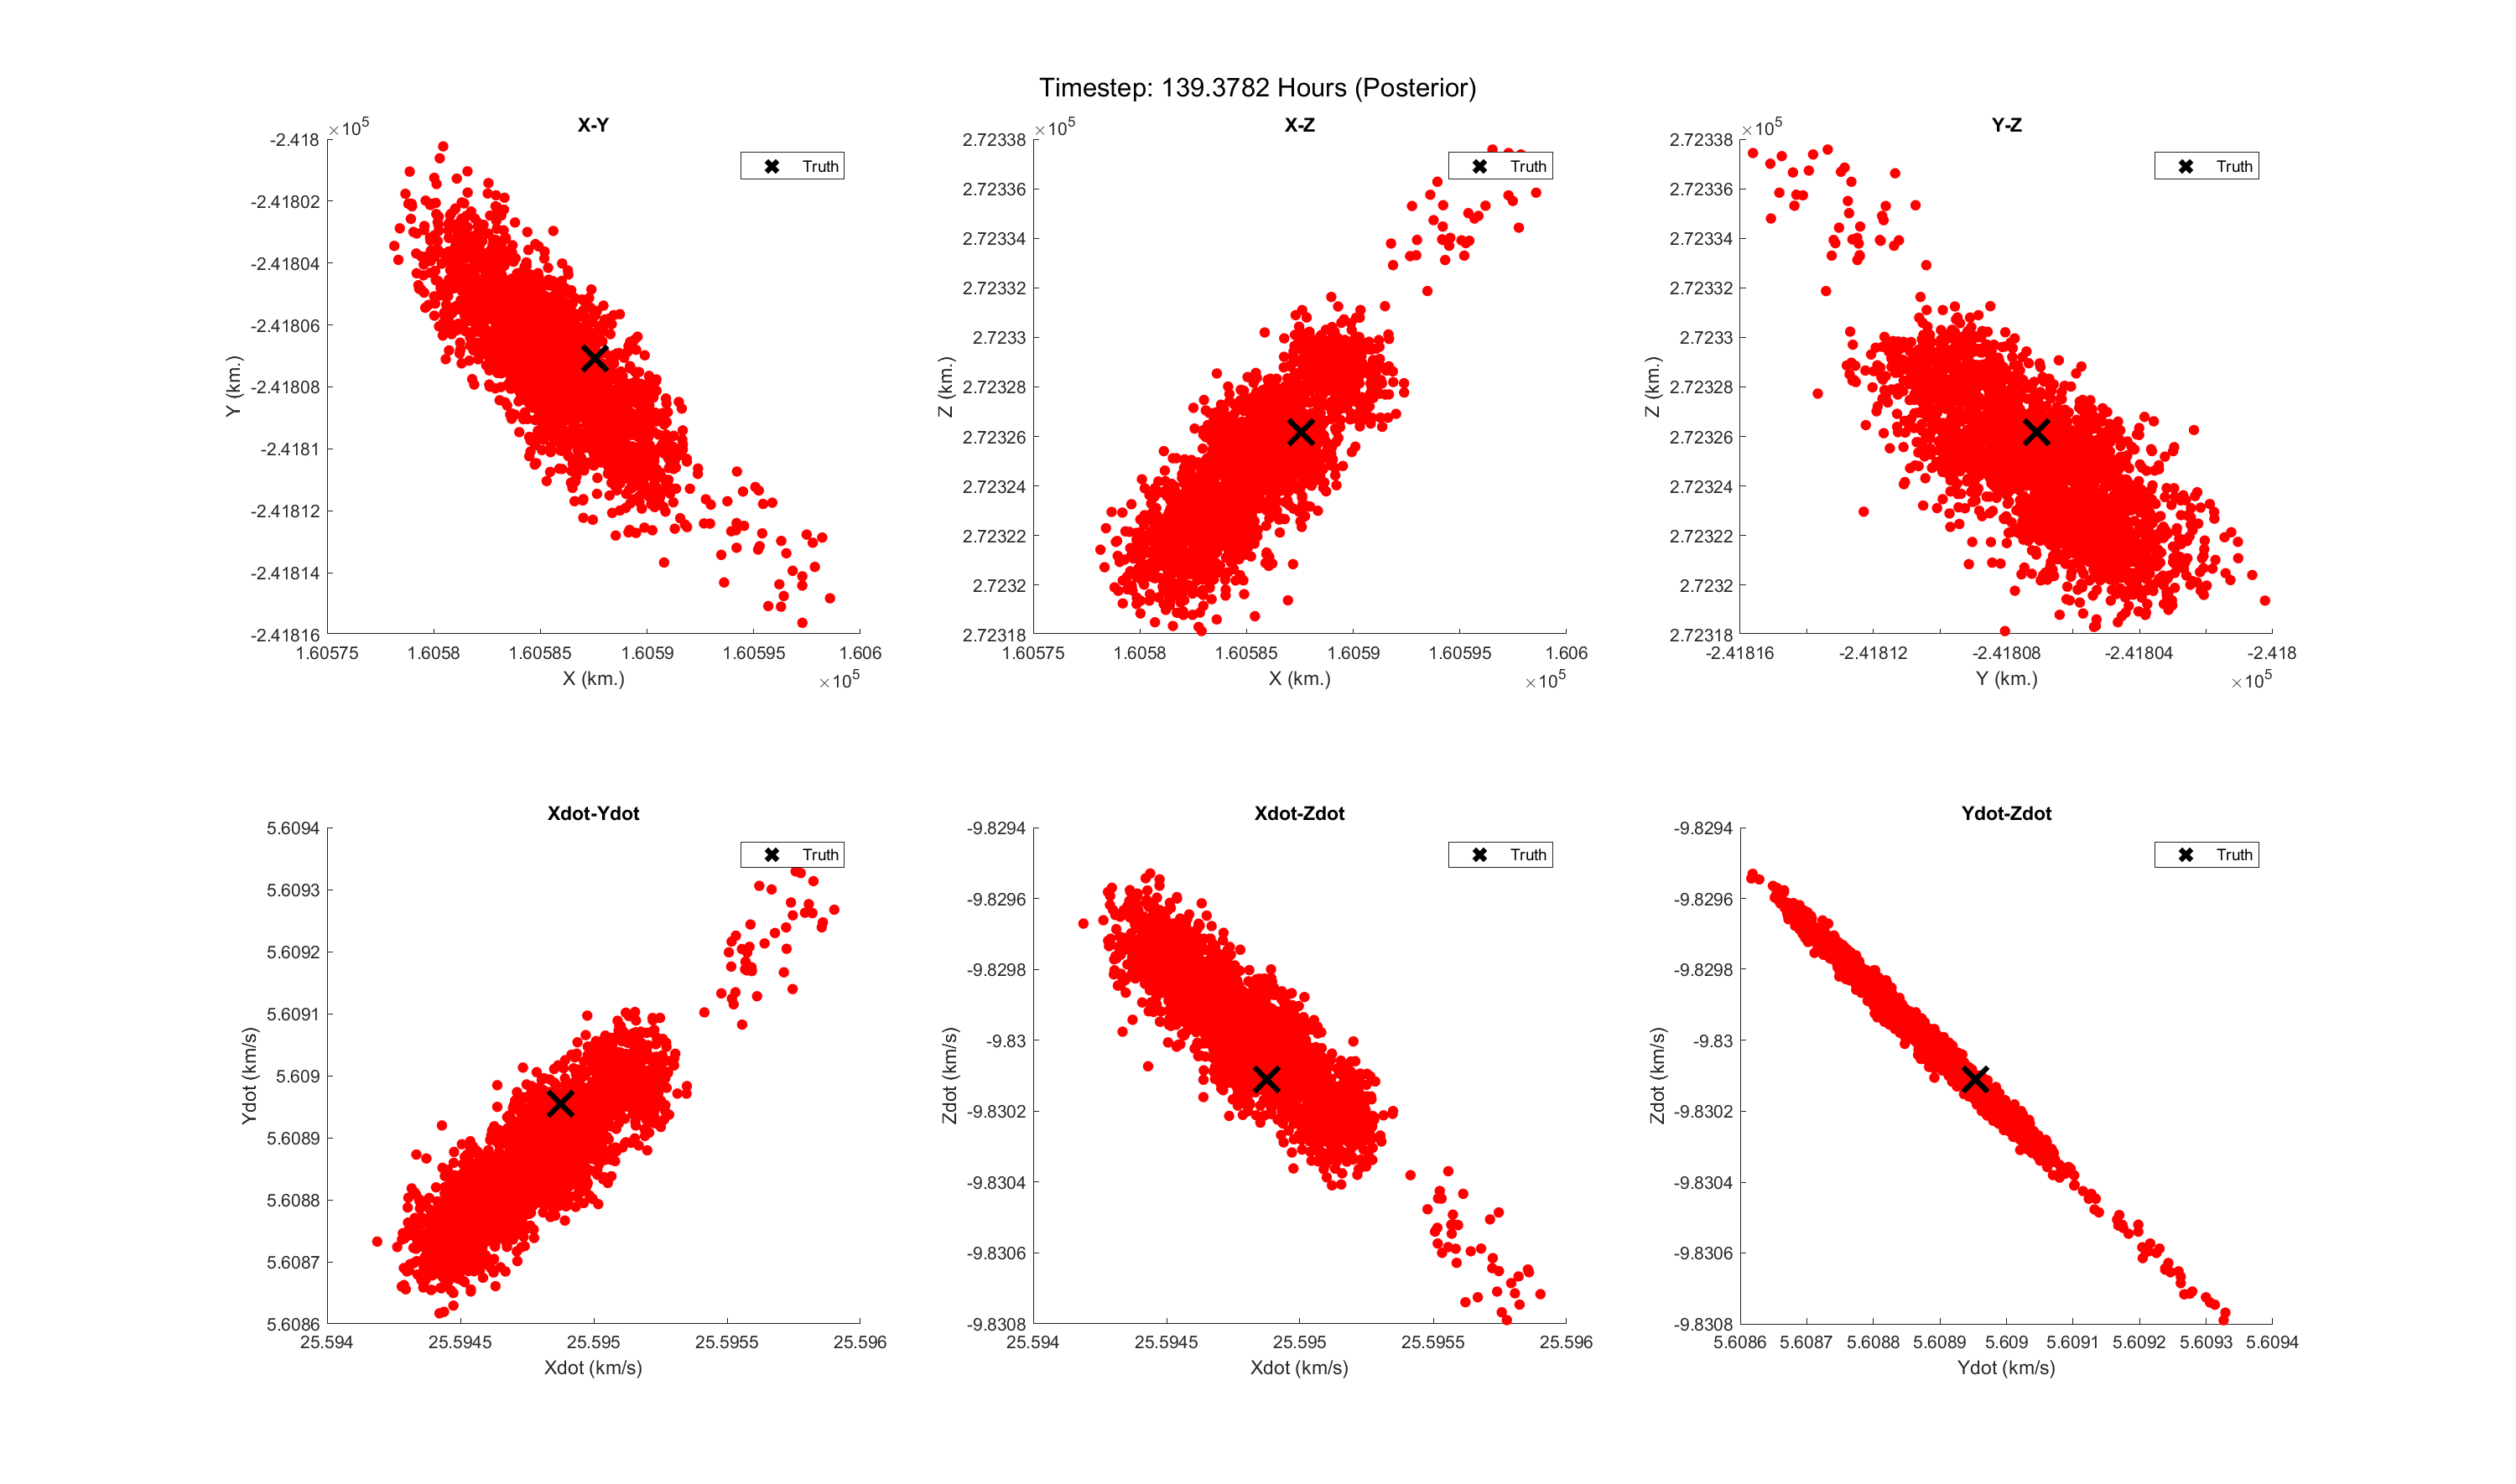 Timestep: 139.3782 Hours (Posterior)
X-Y
×10^5
-2.418
-2.41802
-2.41804
-2.41806
-2.41808
-2.4181
-2.41812
-2.41814
-2.41816
Y (km.)
Truth
1.60575 1.6058 1.60585 1.6059 1.60595 1.606
X (km.)
×10^5
X-Z
×10^5
2.72338
2.72336
2.72334
2.72332
2.7233
2.72328
2.72326
2.72324
2.72322
2.7232
2.72318
Z (km.)
Truth
1.60575 1.6058 1.60585 1.6059 1.60595 1.606
X (km.)
×10^5
Y-Z
×10^5
2.72338
2.72336
2.72334
2.72332
2.7233
2.72328
2.72326
2.72324
2.72322
2.7232
2.72318
Z (km.)
Truth
-2.41816 -2.41812 -2.41808 -2.41804 -2.418
Y (km.)
×10^5
Xdot-Ydot
5.6094
5.6093
5.6092
5.6091
5.609
5.6089
5.6088
5.6087
5.6086
Ydot (km/s)
Truth
25.594 25.5945 25.595 25.5955 25.596
Xdot (km/s)
Xdot-Zdot
-9.8294
-9.8296
-9.8298
-9.83
-9.8302
-9.8304
-9.8306
-9.8308
Zdot (km/s)
Truth
25.594 25.5945 25.595 25.5955 25.596
Xdot (km/s)
Ydot-Zdot
-9.8294
-9.8296
-9.8298
-9.83
-9.8302
-9.8304
-9.8306
-9.8308
Zdot (km/s)
Truth
5.6086 5.6087 5.6088 5.6089 5.609 5.6091 5.6092 5.6093 5.6094
Ydot (km/s)